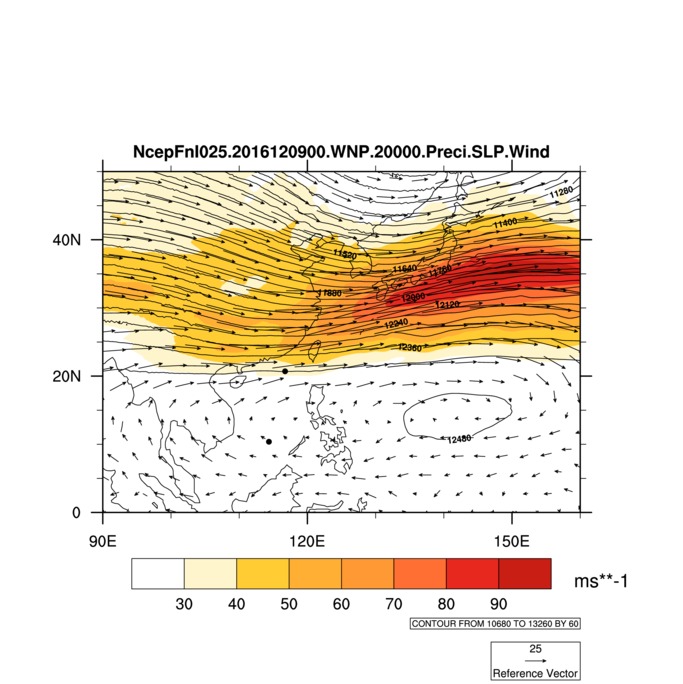 NcepFnl025.2016120900.WNP.20000.Preci.SLP.Wind
11280
11400
40N
11520
11640
11760
11880
12000
12120
12240
12360
20N
12480
0
90E 120E 150E
ms**-1
30 40 50 60 70 80 90
CONTOUR FROM 10680 TO 13260 BY 60
25
Reference Vector